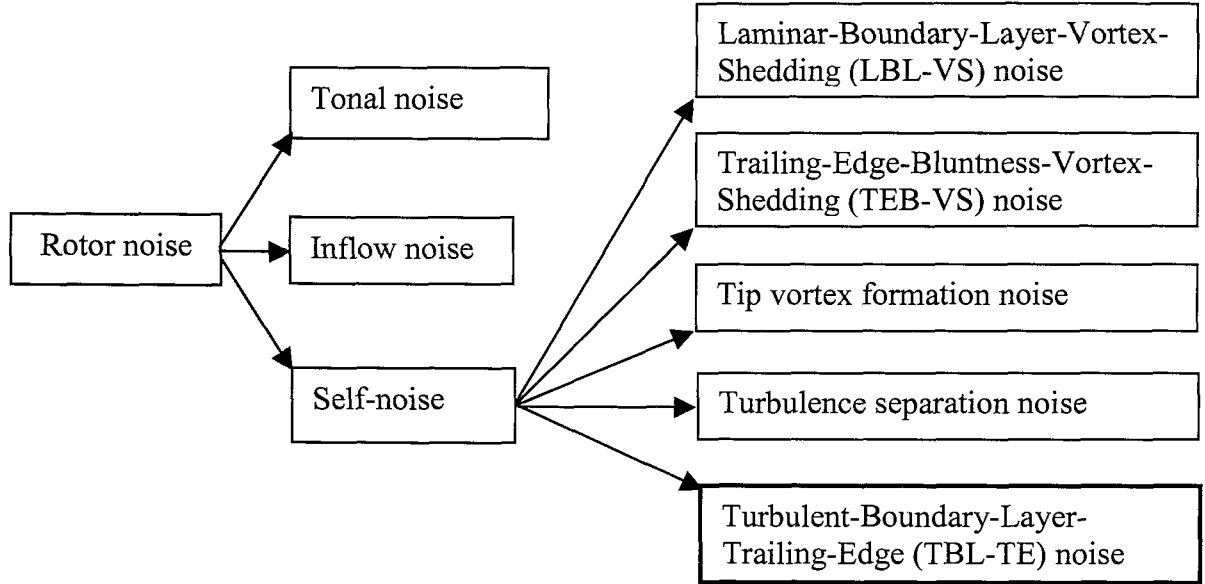 Rotor noise
Tonal noise
Inflow noise
Self-noise
Laminar-Boundary-Layer-Vortex-
Shedding (LBL-VS) noise
Trailing-Edge-Bluntness-Vortex-
Shedding (TEB-VS) noise
Tip vortex formation noise
Turbulence separation noise
Turbulent-Boundary-Layer-
Trailing-Edge (TBL-TE) noise